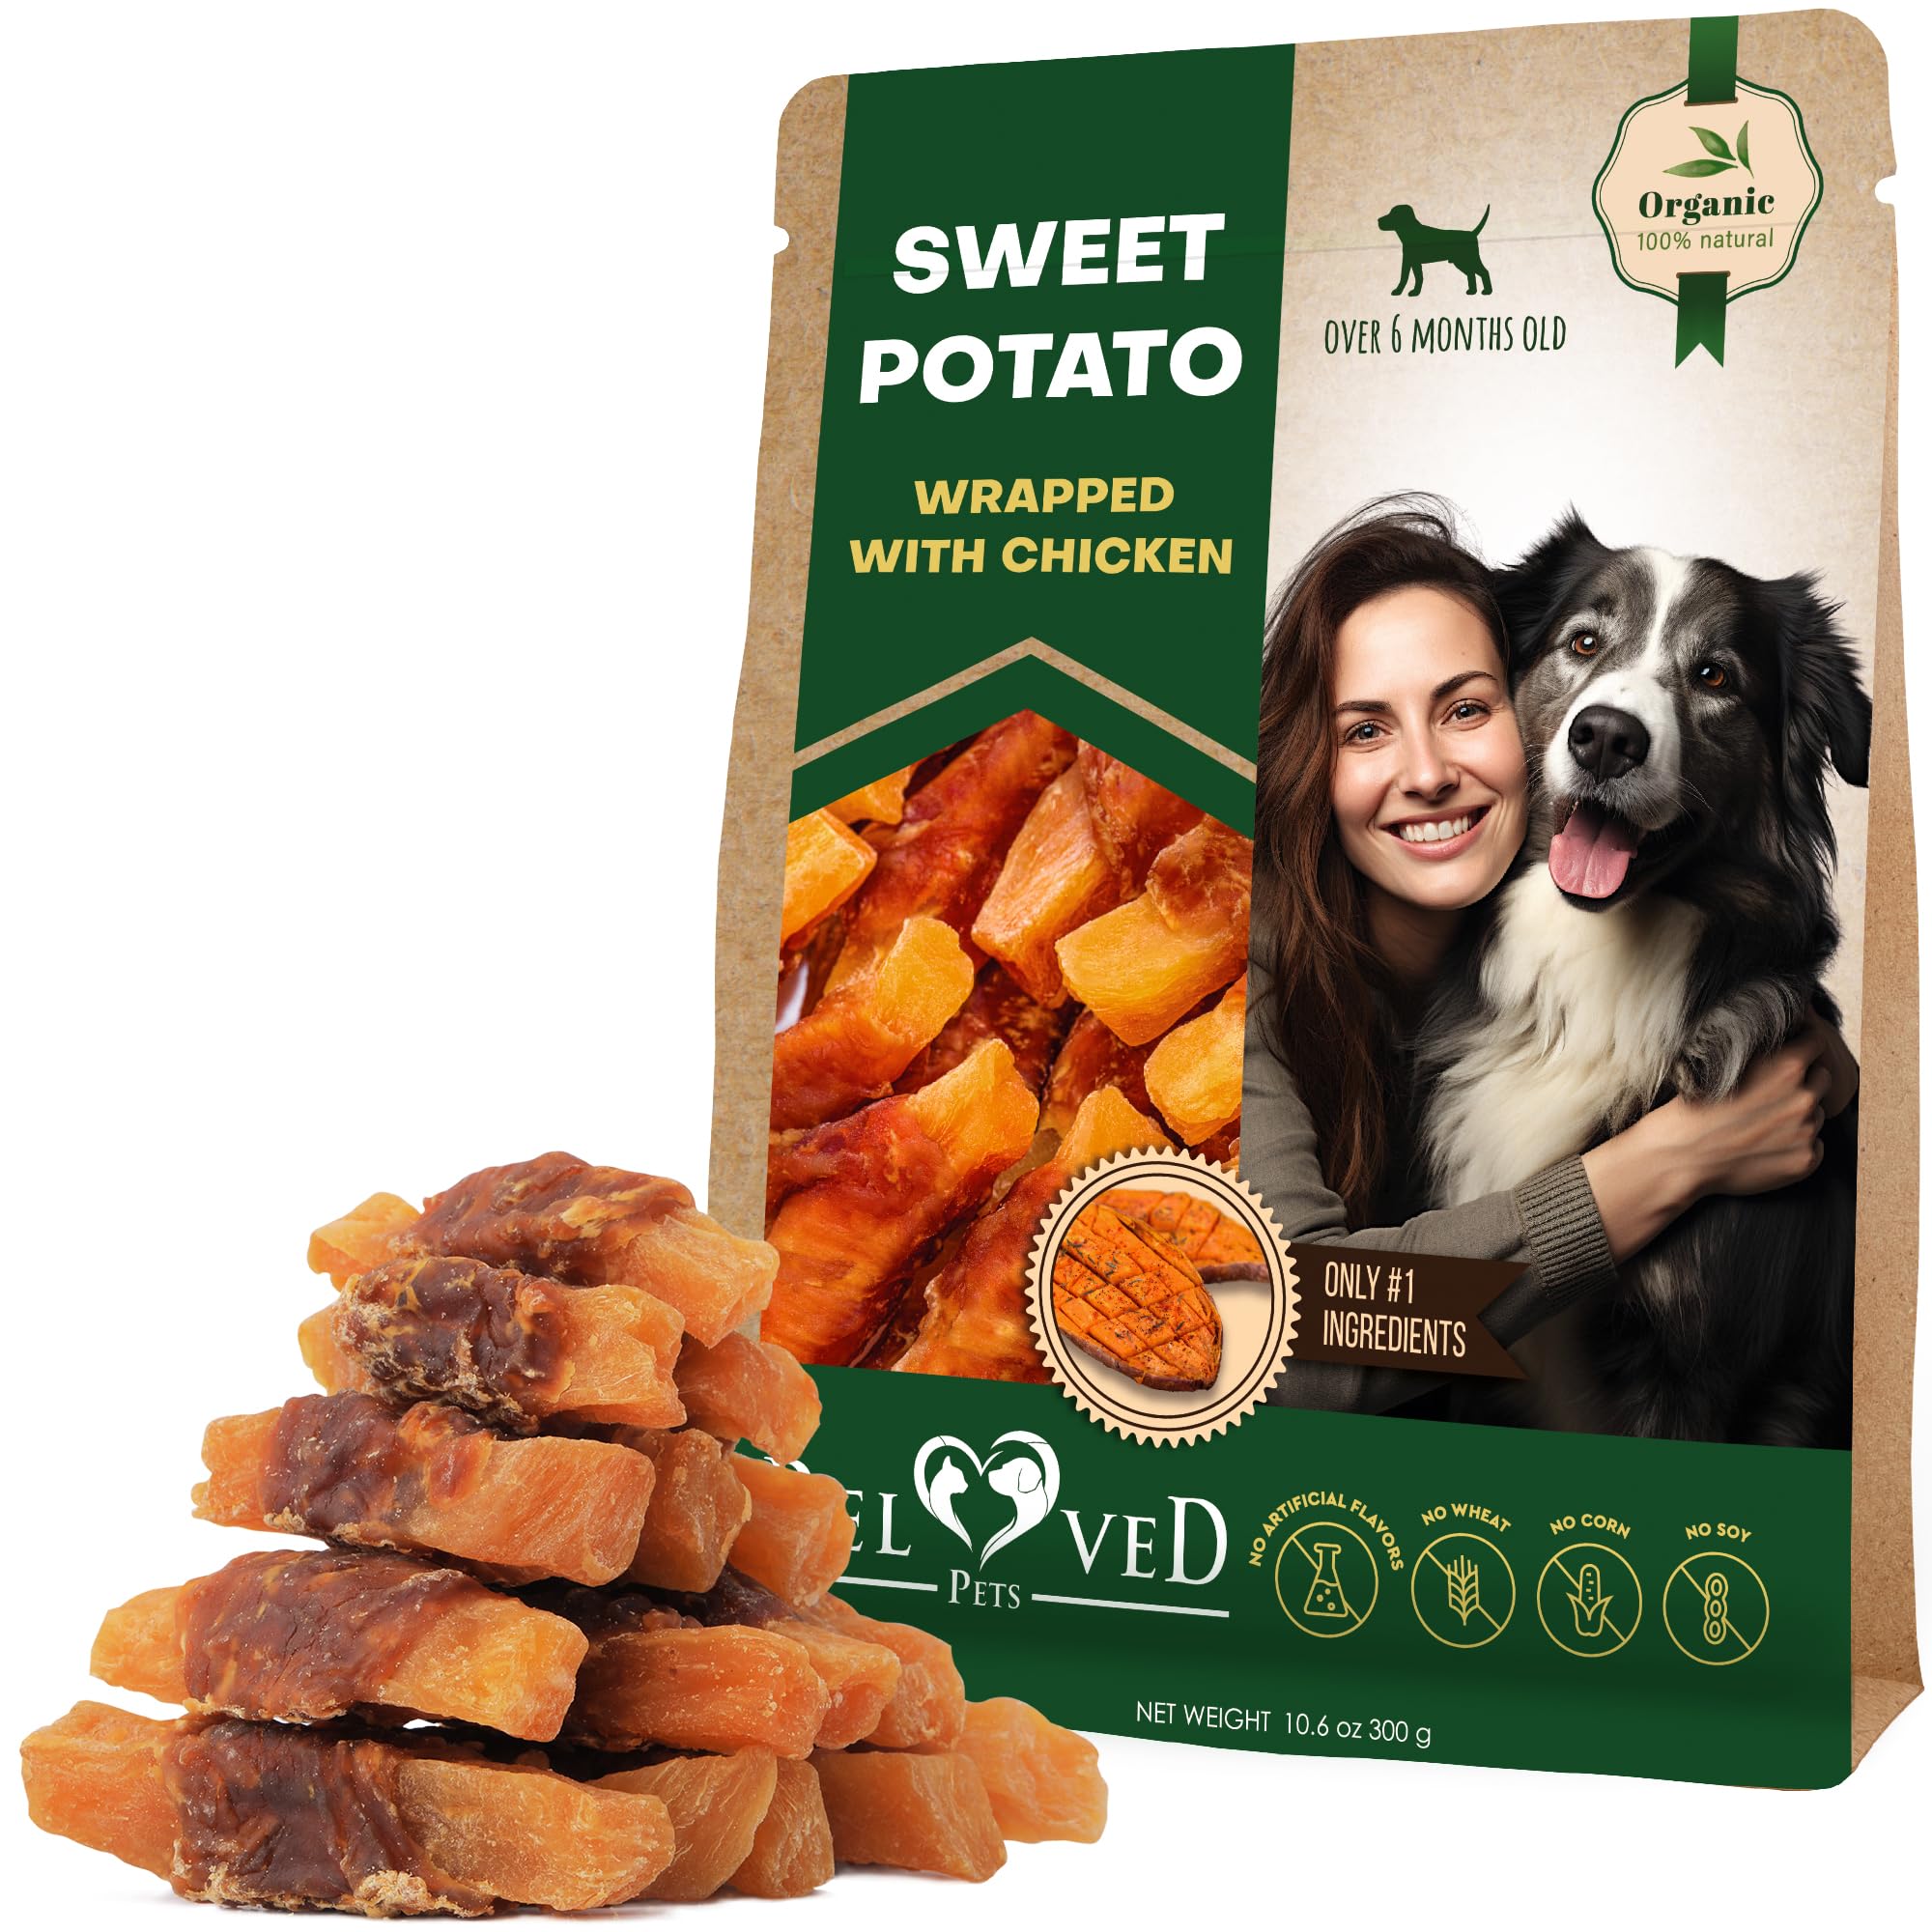 SWEET
POTATO
WRAPPED
WITH CHICKEN
Organic
100% natural
OVER 6 MONTHS OLD
ONLY #1
INGREDIENTS
BELOVED
PETS
NO ARTIFICIAL FLAVORS
NO WHEAT
NO CORN
NO SOY
NET WEIGHT 10.6 oz 300 g